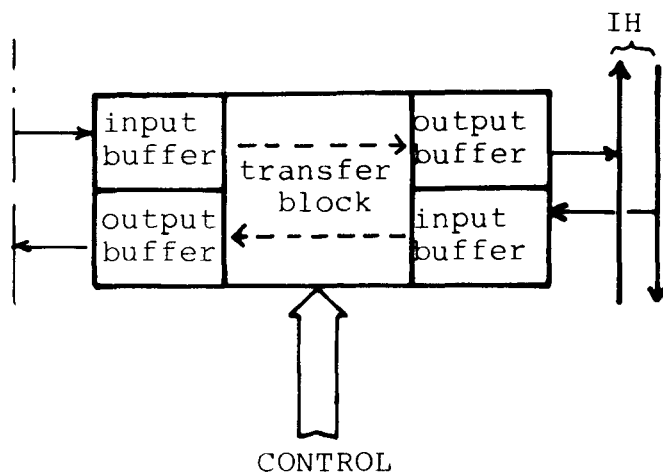 IH
input
buffer
output
buffer
transfer
block
output
buffer
input
buffer
CONTROL